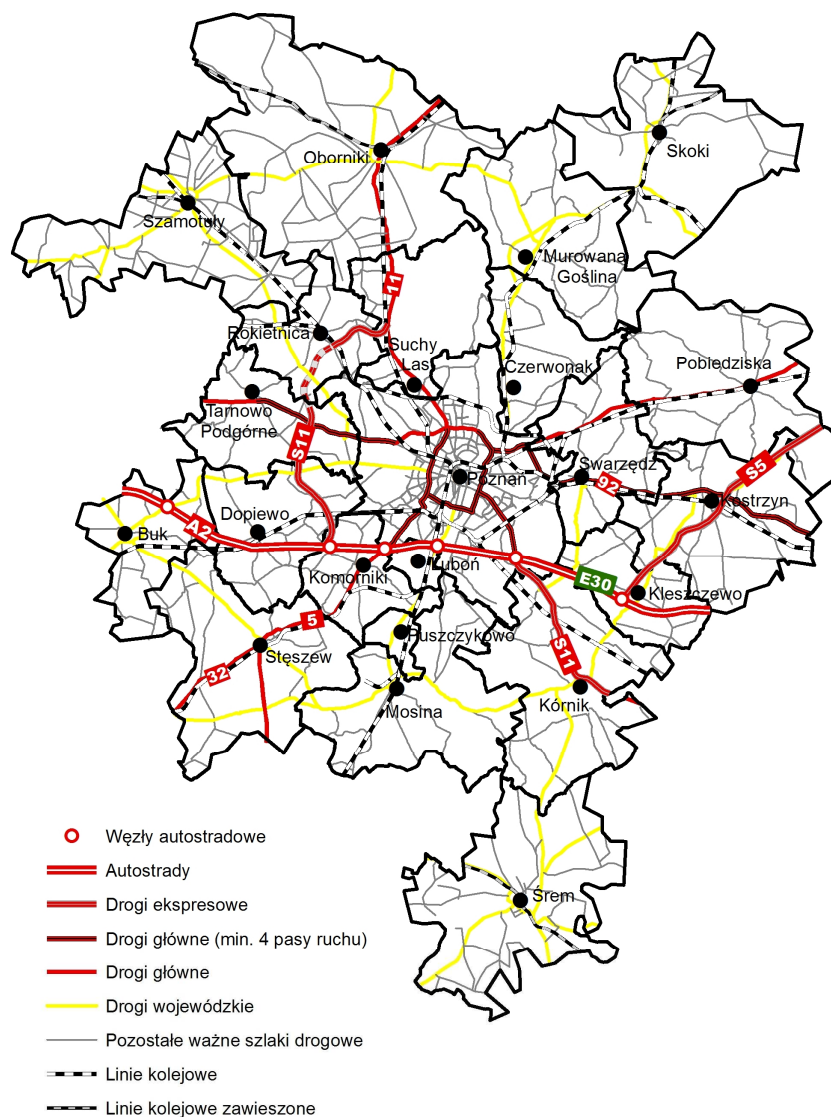 Oborniki
Skoki
Szamotuły
Murowana
Goślina
11
Rokietnica
Suchy
Las
Czerwonak
Pobiedziska
Tarnowo
Podgórne
S11
Swarzędz
S5
Poznań
92
Kostrzyn
Dopiewo
A2
Buk
Komorniki
Luboń
E30
Kleszczewo
5
Puszczykowo
Stęszew
S11
32
Mosina
Kórnik
Śrem
Węzły autostradowe
Autostrady
Drogi ekspresowe
Drogi główne (min. 4 pasy ruchu)
Drogi główne
Drogi wojewódzkie
Pozostałe ważne szlaki drogowe
Linie kolejowe
Linie kolejowe zawieszone